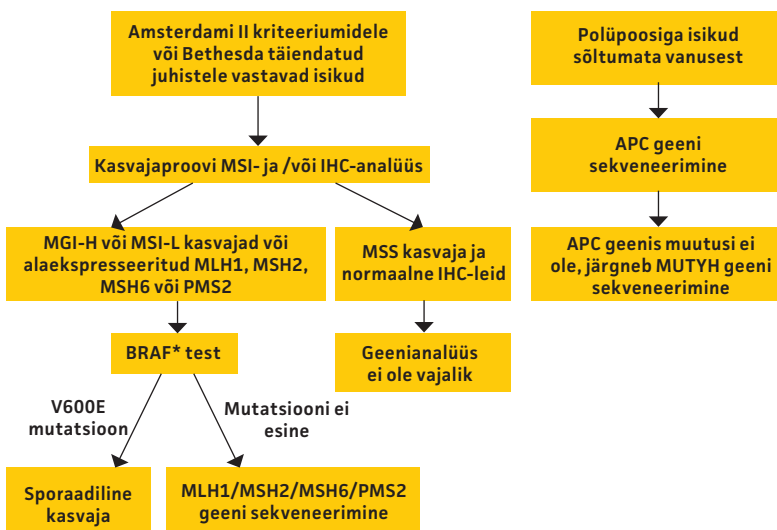 Amsterdami II kriteeriumidele
või Bethesda täiendatud
juhistele vastavad isikud
Kasvajaproovi MSI- ja /või IHC-analüüs
MGI-H või MSI-L kasvajad või
alaekspresseeritud MLH1, MSH2,
MSH6 või PMS2
MSS kasvaja ja
normaalne IHC-leid
BRAF* test
Geenianalüüs
ei ole vajalik
V600E
mutatsioon
Mutatsiooni ei
esine
Sporaadiline
kasvaja
MLH1/MSH2/MSH6/PMS2
geeni sekveneerimine
Polüpoosiga isikud
sõltumata vanusest
APC geeni
sekveneerimine
APC geenis muutusi ei
ole, järgneb MUTYH geeni
sekveneerimine